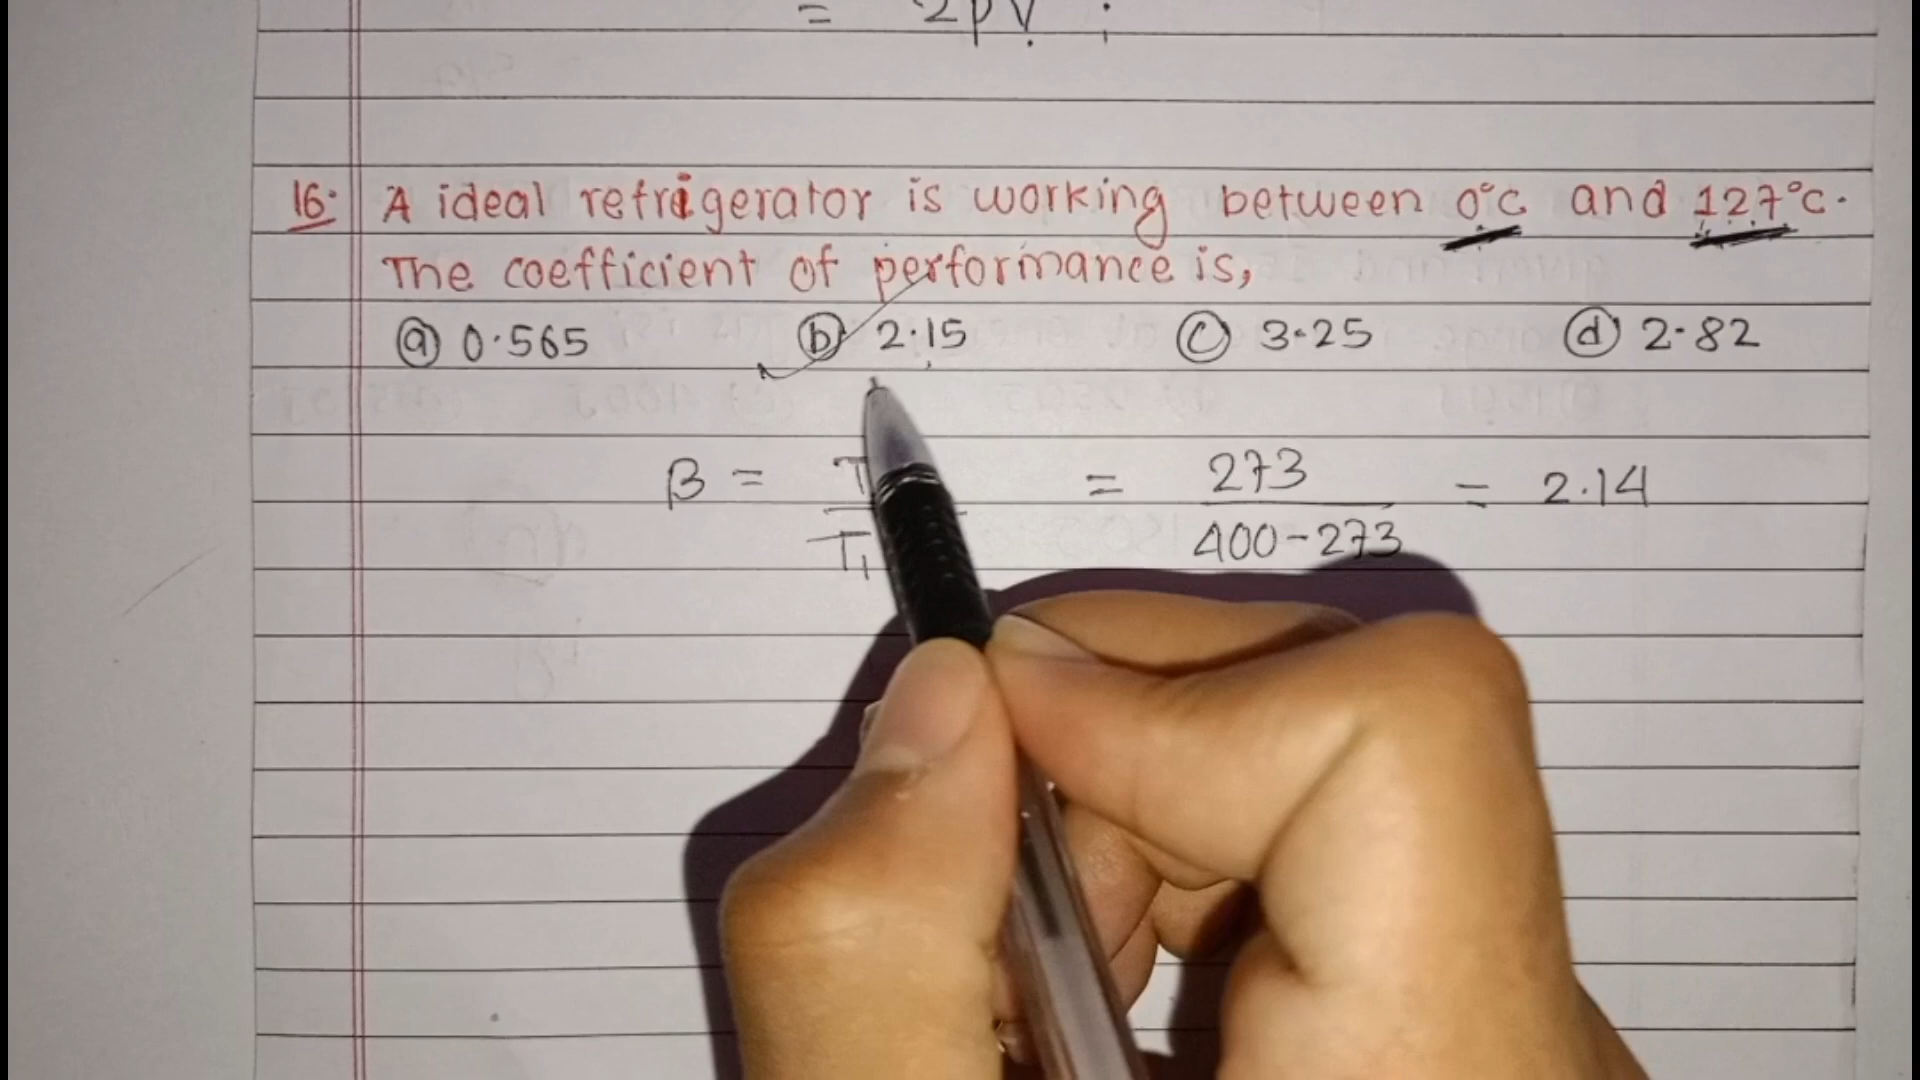 = 2pV
16. A ideal refrigerator is working between 0°C and 127°C.
The coefficient of performance is,
(a) 0.565 (b) 2.15 (c) 3.25 (d) 2.82
β = T / T₁ = 273 / 400-273 = 2.14